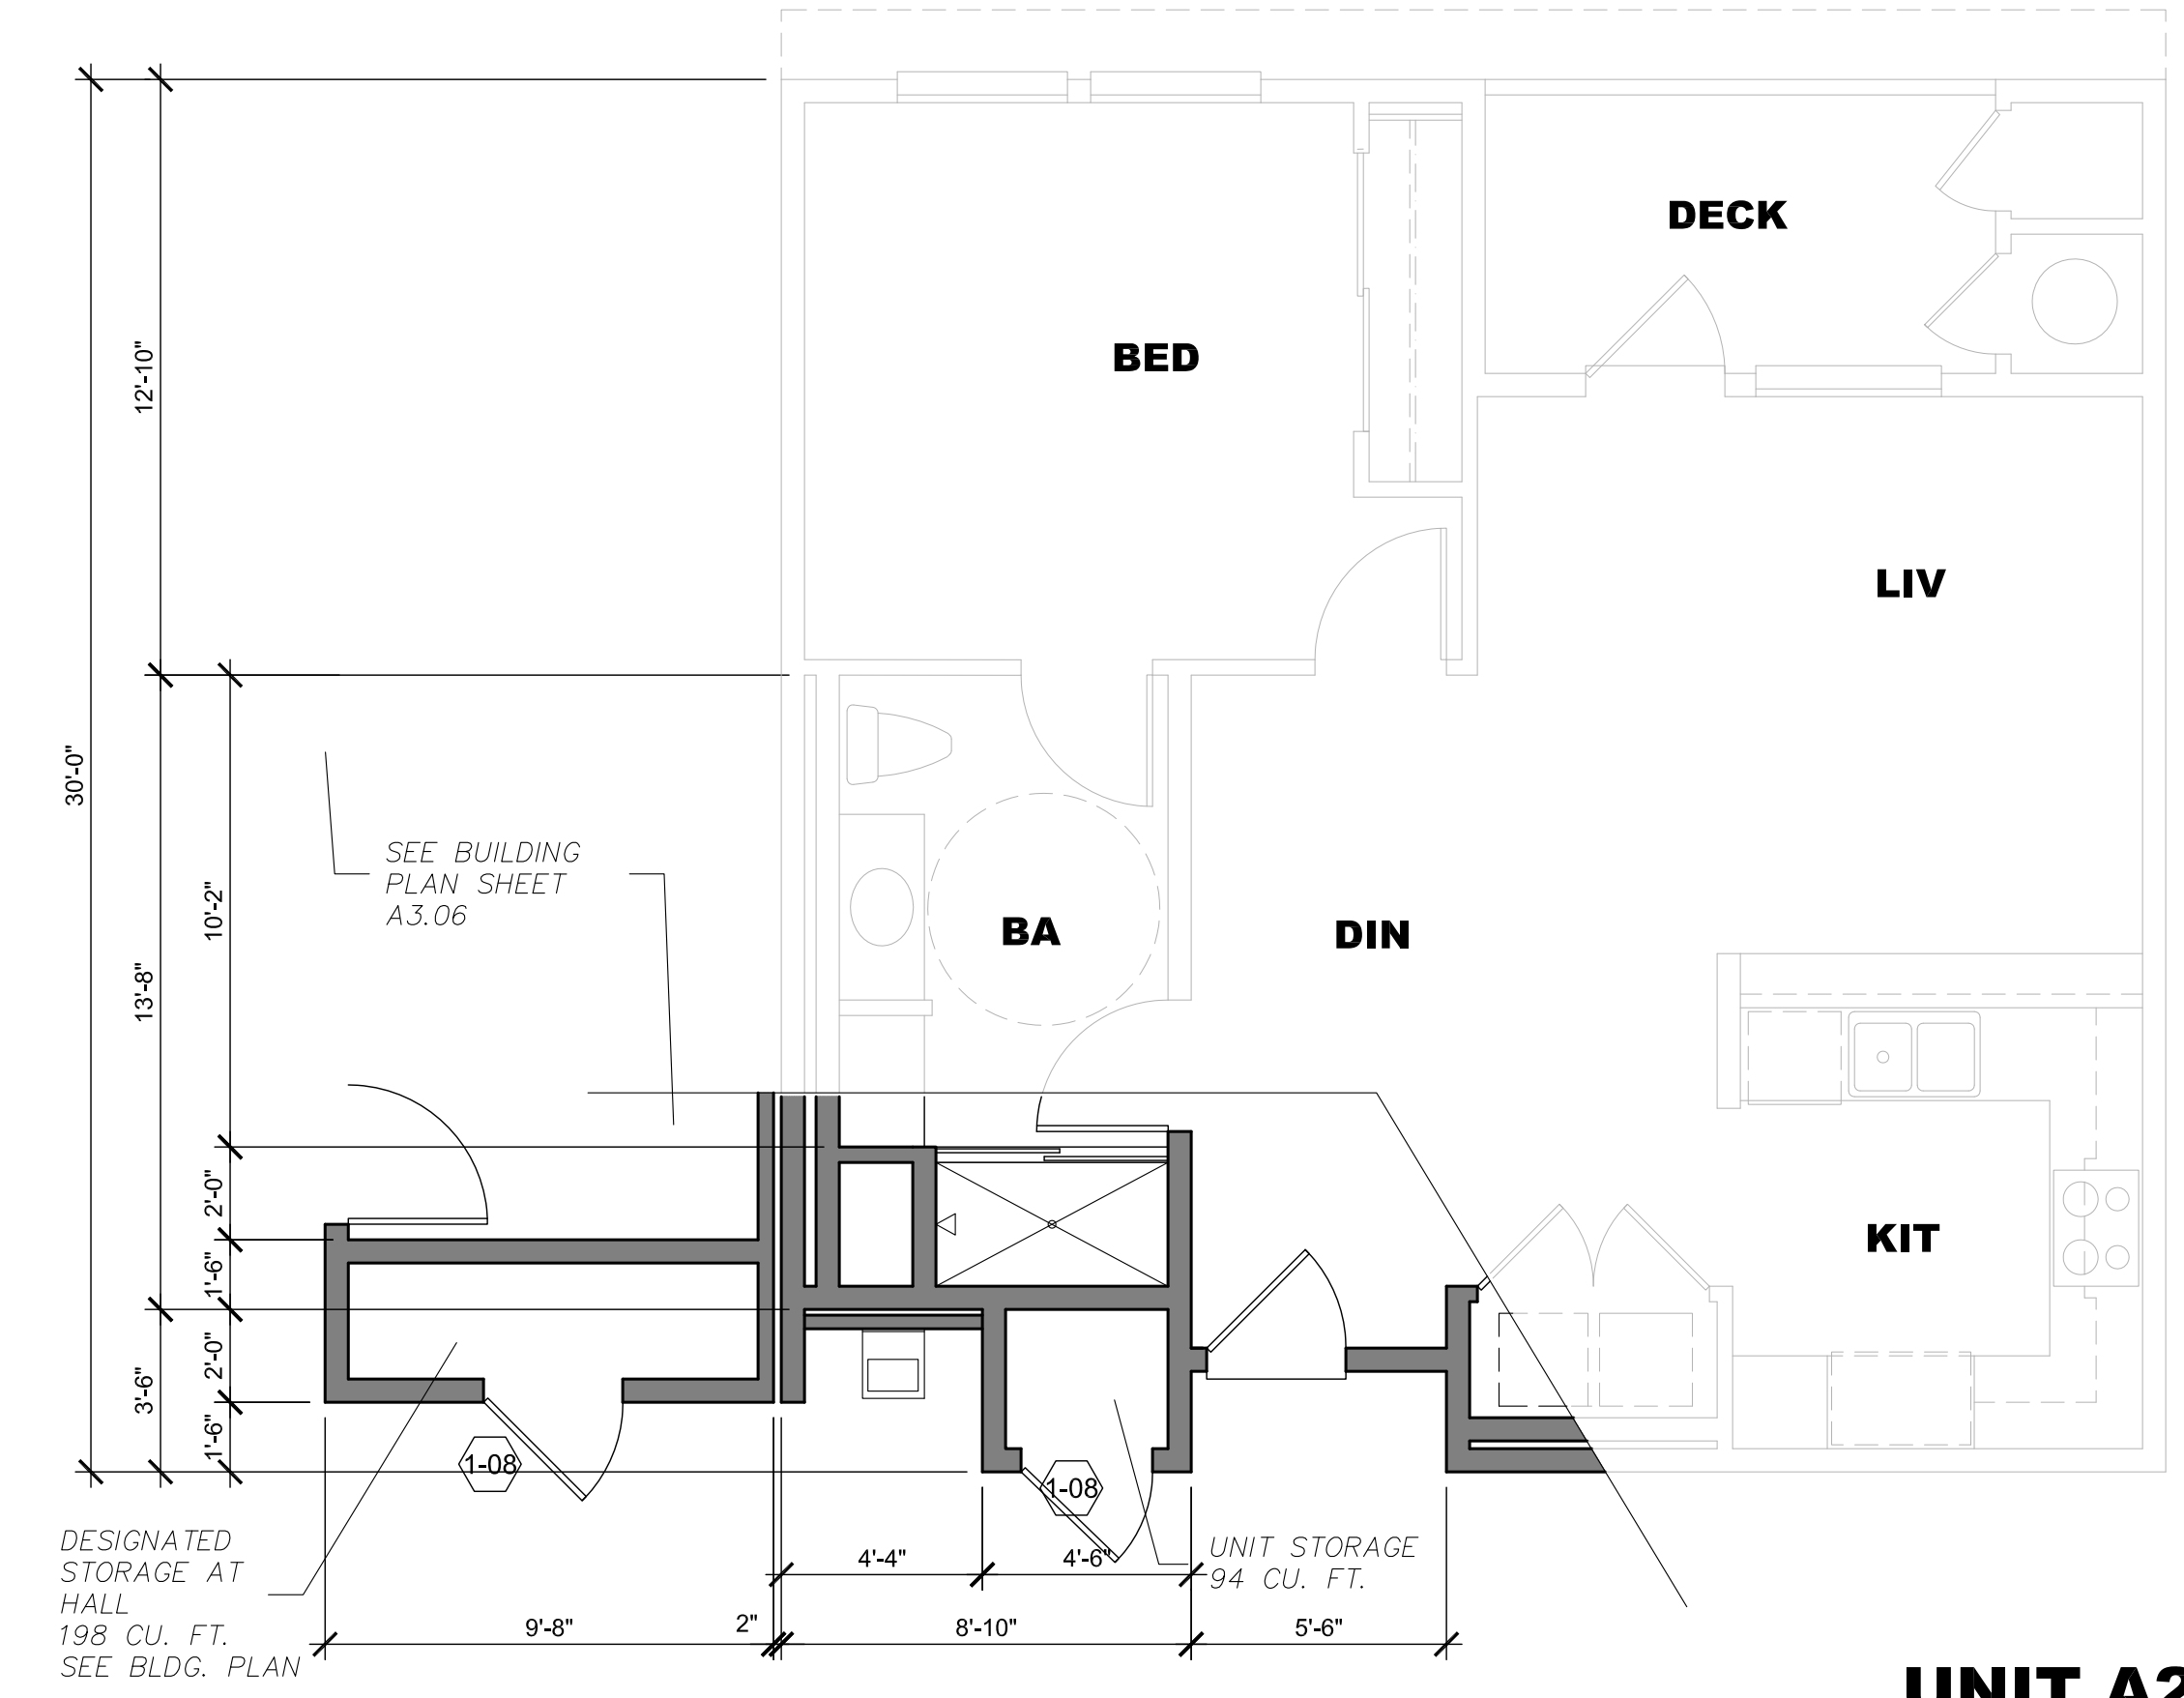 DECK
BED
12'-10"
LIV
30'-0"
SEE BUILDING
PLAN SHEET
A3.06
10'-2"
BA
DIN
13'-8"
2'-0"
KIT
1'-6"
2'-0"
3'-6"
1'-6"
1-08
1-08
DESIGNATED
STORAGE AT
HALL
198 CU. FT.
SEE BLDG. PLAN
UNIT STORAGE
94 CU. FT.
4'-4"
4'-6"
9'-8"
2"
8'-10"
5'-6"
UNIT A2